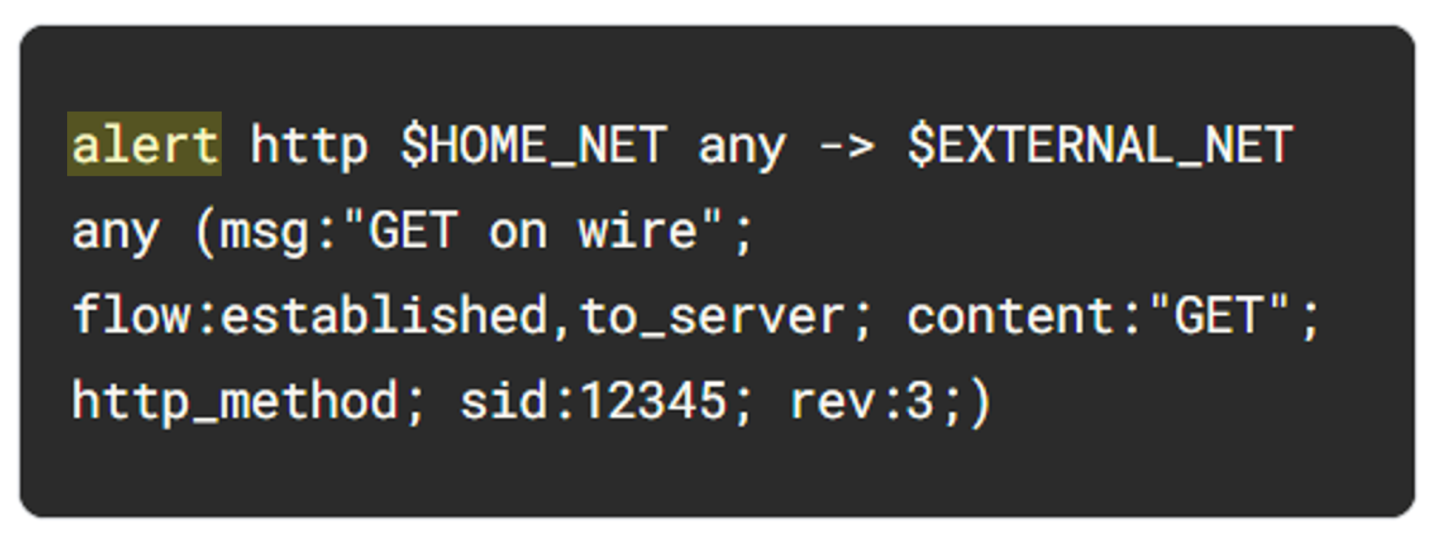 alert http $HOME_NET any -> $EXTERNAL_NET
any (msg:"GET on wire";
flow:established,to_server; content:"GET";
http_method; sid:12345; rev:3;)